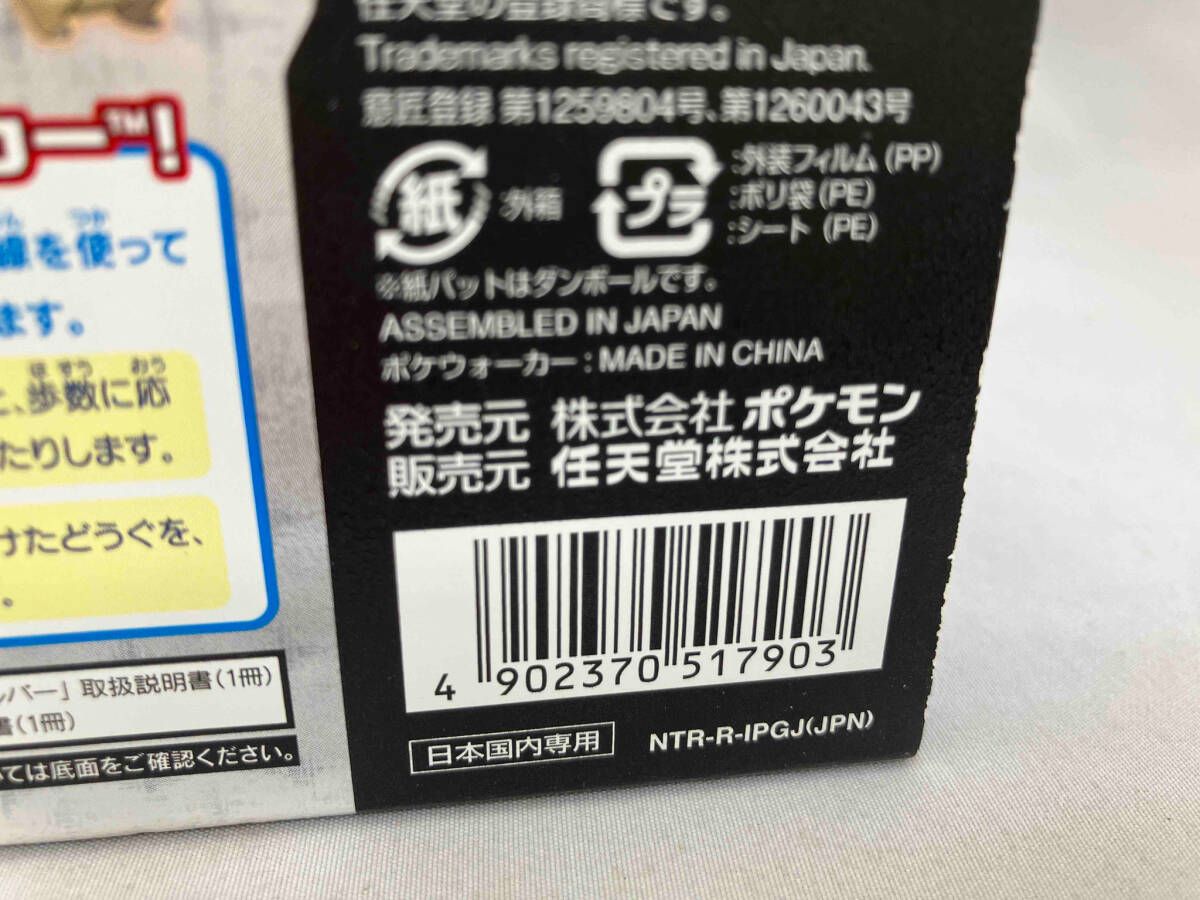 任天堂の登録商標です。
Trademarks registered in Japan.
意匠登録 第1259804号、第1260043号
紙 :外箱
プラ :外装フィルム(PP)
:ポリ袋(PE)
:シート(PE)
※紙パットはダンボールです。
ASSEMBLED IN JAPAN
ポケウォーカー:MADE IN CHINA
発売元 株式会社ポケモン
販売元 任天堂株式会社
4 902370 517903
日本国内専用
NTR-R-IPGJ(JPN)
ー™!
線を使って
ます。
歩数に応
たりします。
けたどうぐを、
。
ルバー」取扱説明書(1冊)
書(1冊)
いては底面をご確認ください。